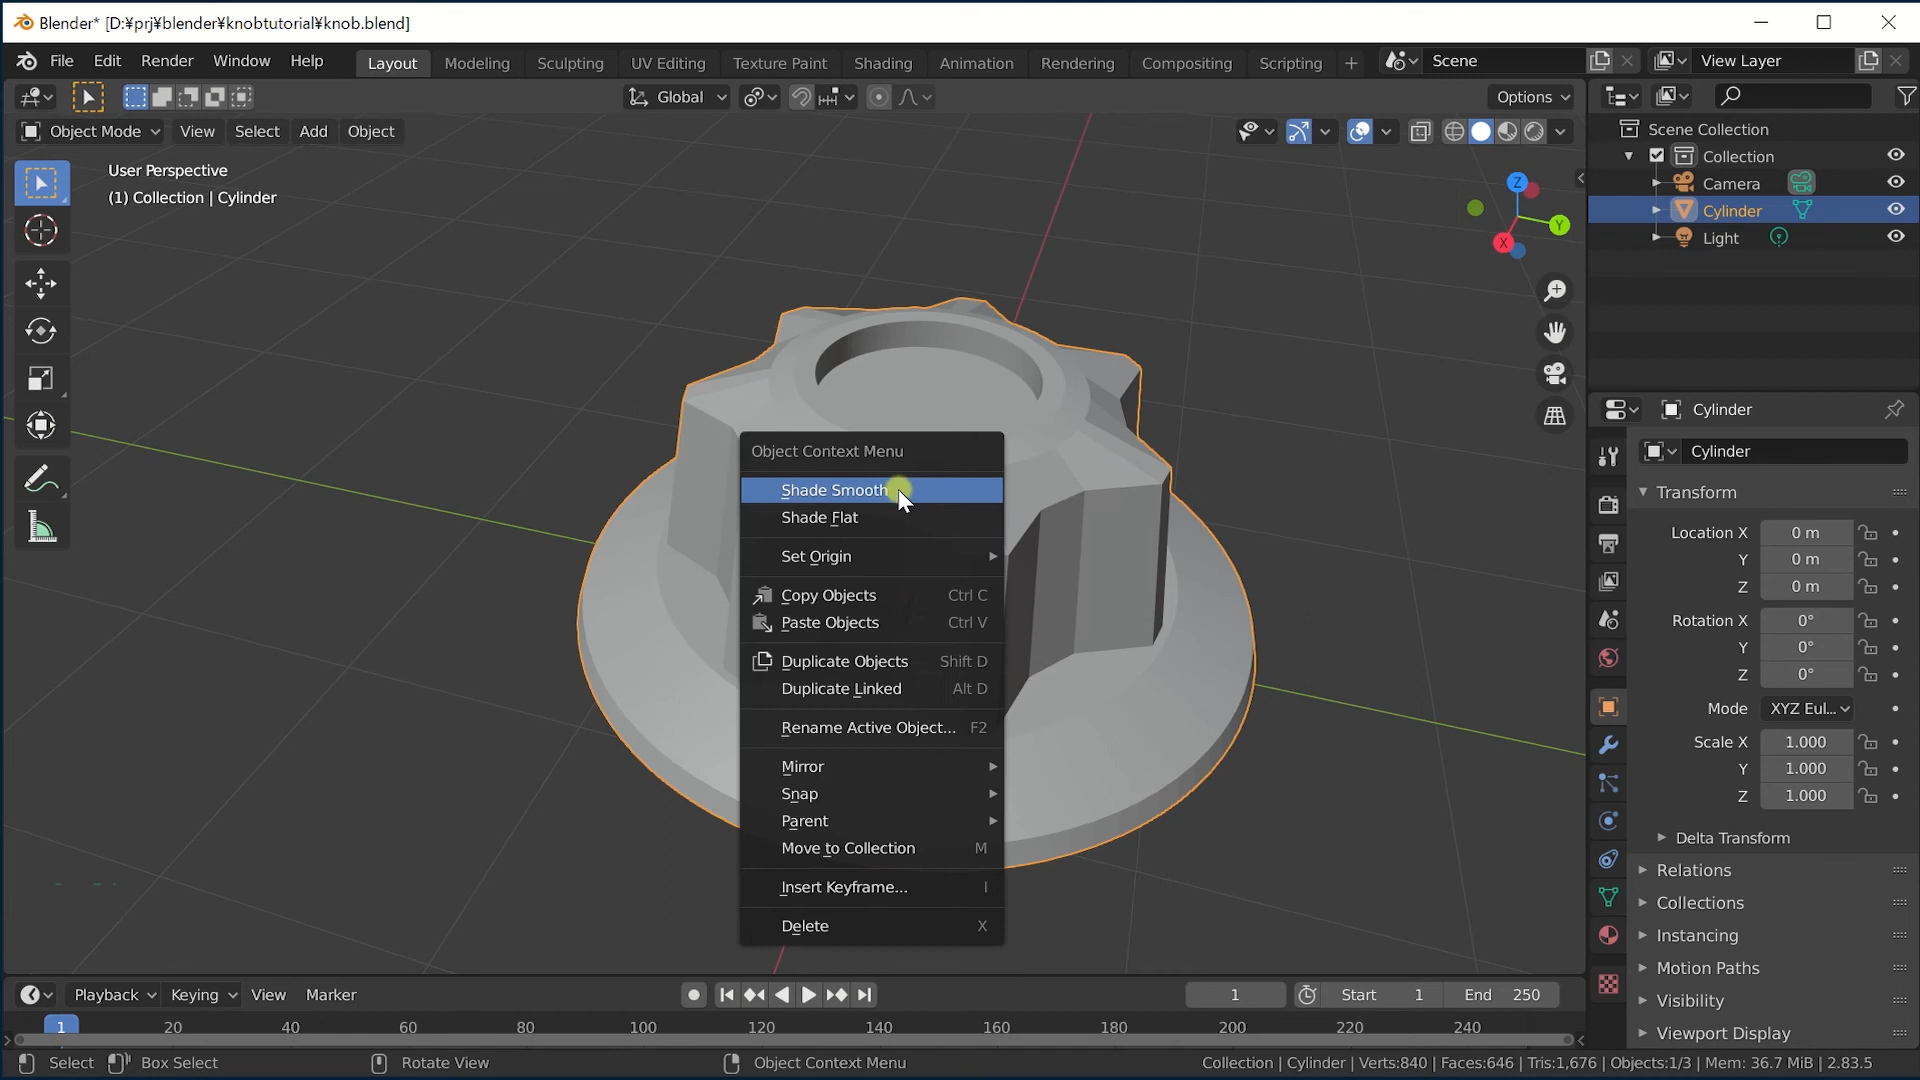 Blender* [D:¥prj¥blender¥knobtutorial¥knob.blend]
File Edit Render Window Help Layout Modeling Sculpting UV Editing Texture Paint Shading Animation Rendering Compositing Scripting + Scene View Layer
Global Options
Object Mode View Select Add Object
User Perspective
(1) Collection | Cylinder
Z
Y
X
Scene Collection
Collection
Camera
Cylinder
Light
Object Context Menu
Shade Smooth
Shade Flat
Set Origin
Copy Objects Ctrl C
Paste Objects Ctrl V
Duplicate Objects Shift D
Duplicate Linked Alt D
Rename Active Object... F2
Mirror
Snap
Parent
Move to Collection M
Insert Keyframe... I
Delete X
Cylinder
Cylinder
Transform
Location X 0 m
Y 0 m
Z 0 m
Rotation X 0°
Y 0°
Z 0°
Mode XYZ Eul...
Scale X 1.000
Y 1.000
Z 1.000
Delta Transform
Relations
Collections
Instancing
Motion Paths
Visibility
Viewport Display
Playback Keying View Marker 1 Start 1 End 250
1 20 40 60 80 100 120 140 160 180 200 220 240
Select Box Select Rotate View Object Context Menu Collection | Cylinder | Verts:840 | Faces:646 | Tris:1,676 | Objects:1/3 | Mem: 36.7 MiB | 2.83.5